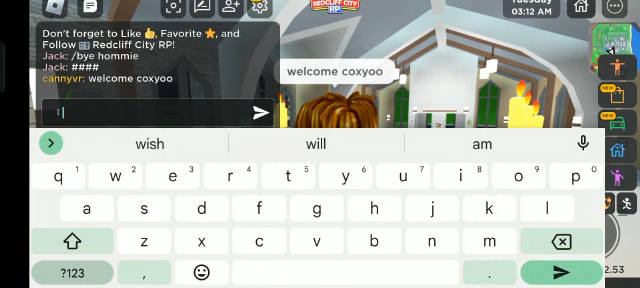 REDCLIFF CITY
RP
Tuesday
03:12 AM
Don't forget to Like 👍, Favorite ⭐, and
Follow 📰 Redcliff City RP!
Jack: /bye hommie
Jack: ####
cannyvr: welcome coxyoo
welcome coxyoo
I
NEW
NEW
wish will am
q 1 w 2 e 3 r 4 t 5 y 6 u 7 i 8 o 9 p 0
a s d f g h j k l
z x c v b n m
?123 , .
2.53